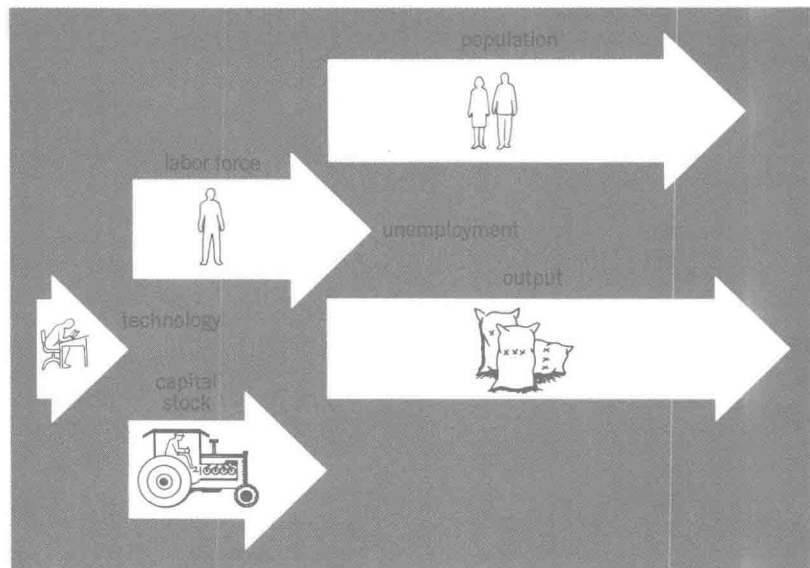 population
labor force
unemployment
output
technology
capital
stock